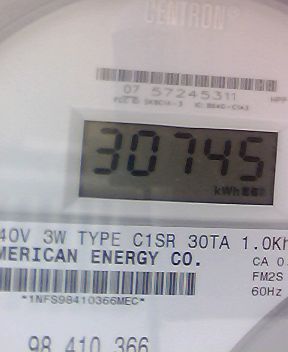 CENTRON®
07 57245311
30745
kWh
40V 3W TYPE C1SR 30TA 1.0Kh
MERICAN ENERGY CO.
CA 0.
FM2S
*1NFS98410366MEC*
60Hz
98 410 366